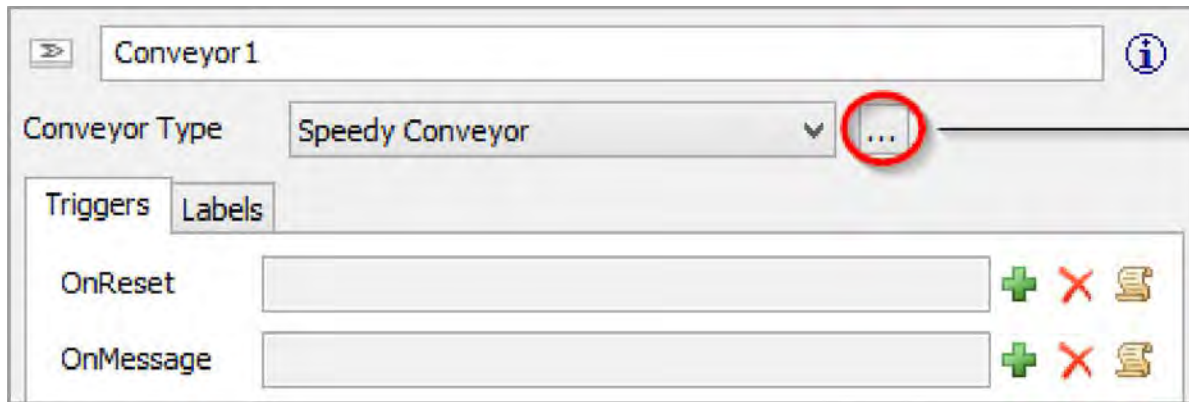 Conveyor1
Conveyor Type Speedy Conveyor ...
Triggers Labels
OnReset
OnMessage